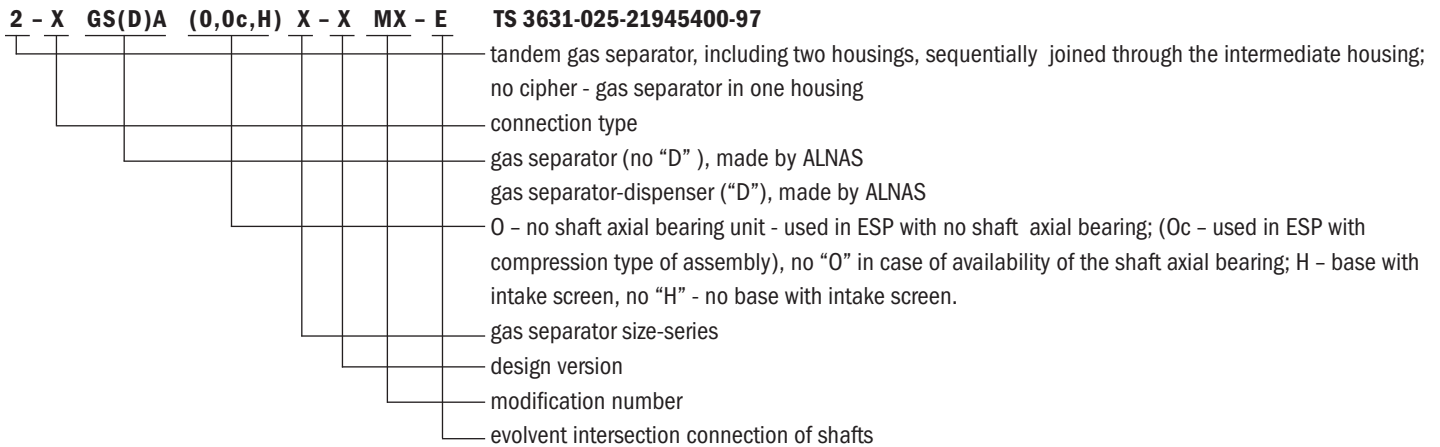 2 – X GS(D)A (0,0c,H) X – X MX – E TS 3631-025-21945400-97
tandem gas separator, including two housings, sequentially joined through the intermediate housing;
no cipher - gas separator in one housing
connection type
gas separator (no “D” ), made by ALNAS
gas separator-dispenser (“D”), made by ALNAS
O – no shaft axial bearing unit - used in ESP with no shaft axial bearing; (Oc – used in ESP with
compression type of assembly), no “O” in case of availability of the shaft axial bearing; H – base with
intake screen, no “H” - no base with intake screen.
gas separator size-series
design version
modification number
evolvent intersection connection of shafts